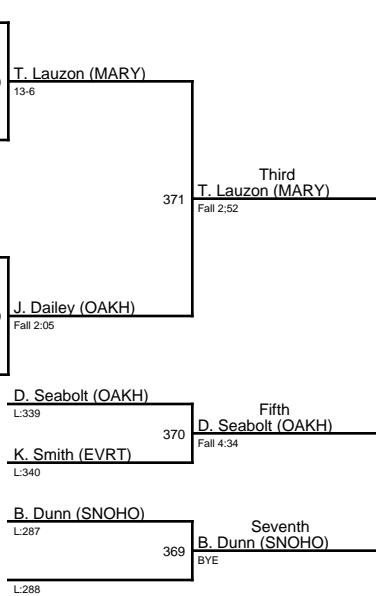 T. Lauzon (MARY)
13-6
371
Third
T. Lauzon (MARY)
Fall 2;52
J. Dailey (OAKH)
Fall 2:05
D. Seabolt (OAKH)
L:339
370
Fifth
D. Seabolt (OAKH)
Fall 4:34
K. Smith (EVRT)
L:340
B. Dunn (SNOHO)
L:287
369
Seventh
B. Dunn (SNOHO)
BYE
L:288